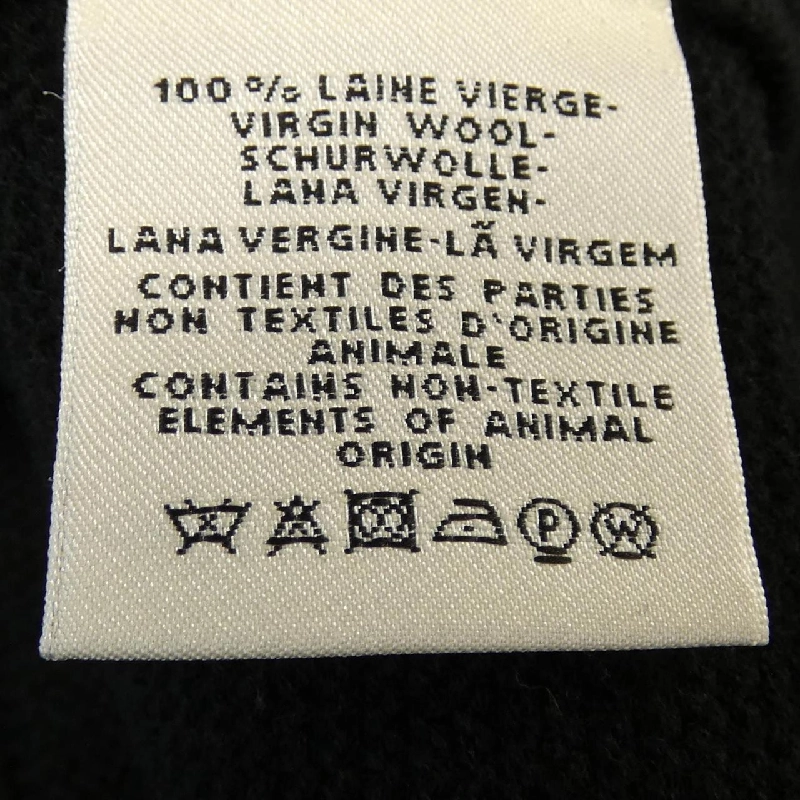 100 % LAINE VIERGE-
VIRGIN WOOL-
SCHURWOLLE-
LANA VIRGEN-
LANA VERGINE-LÃ VIRGEM
CONTIENT DES PARTIES
NON TEXTILES D'ORIGINE
ANIMALE
CONTAINS NON-TEXTILE
ELEMENTS OF ANIMAL
ORIGIN
P W